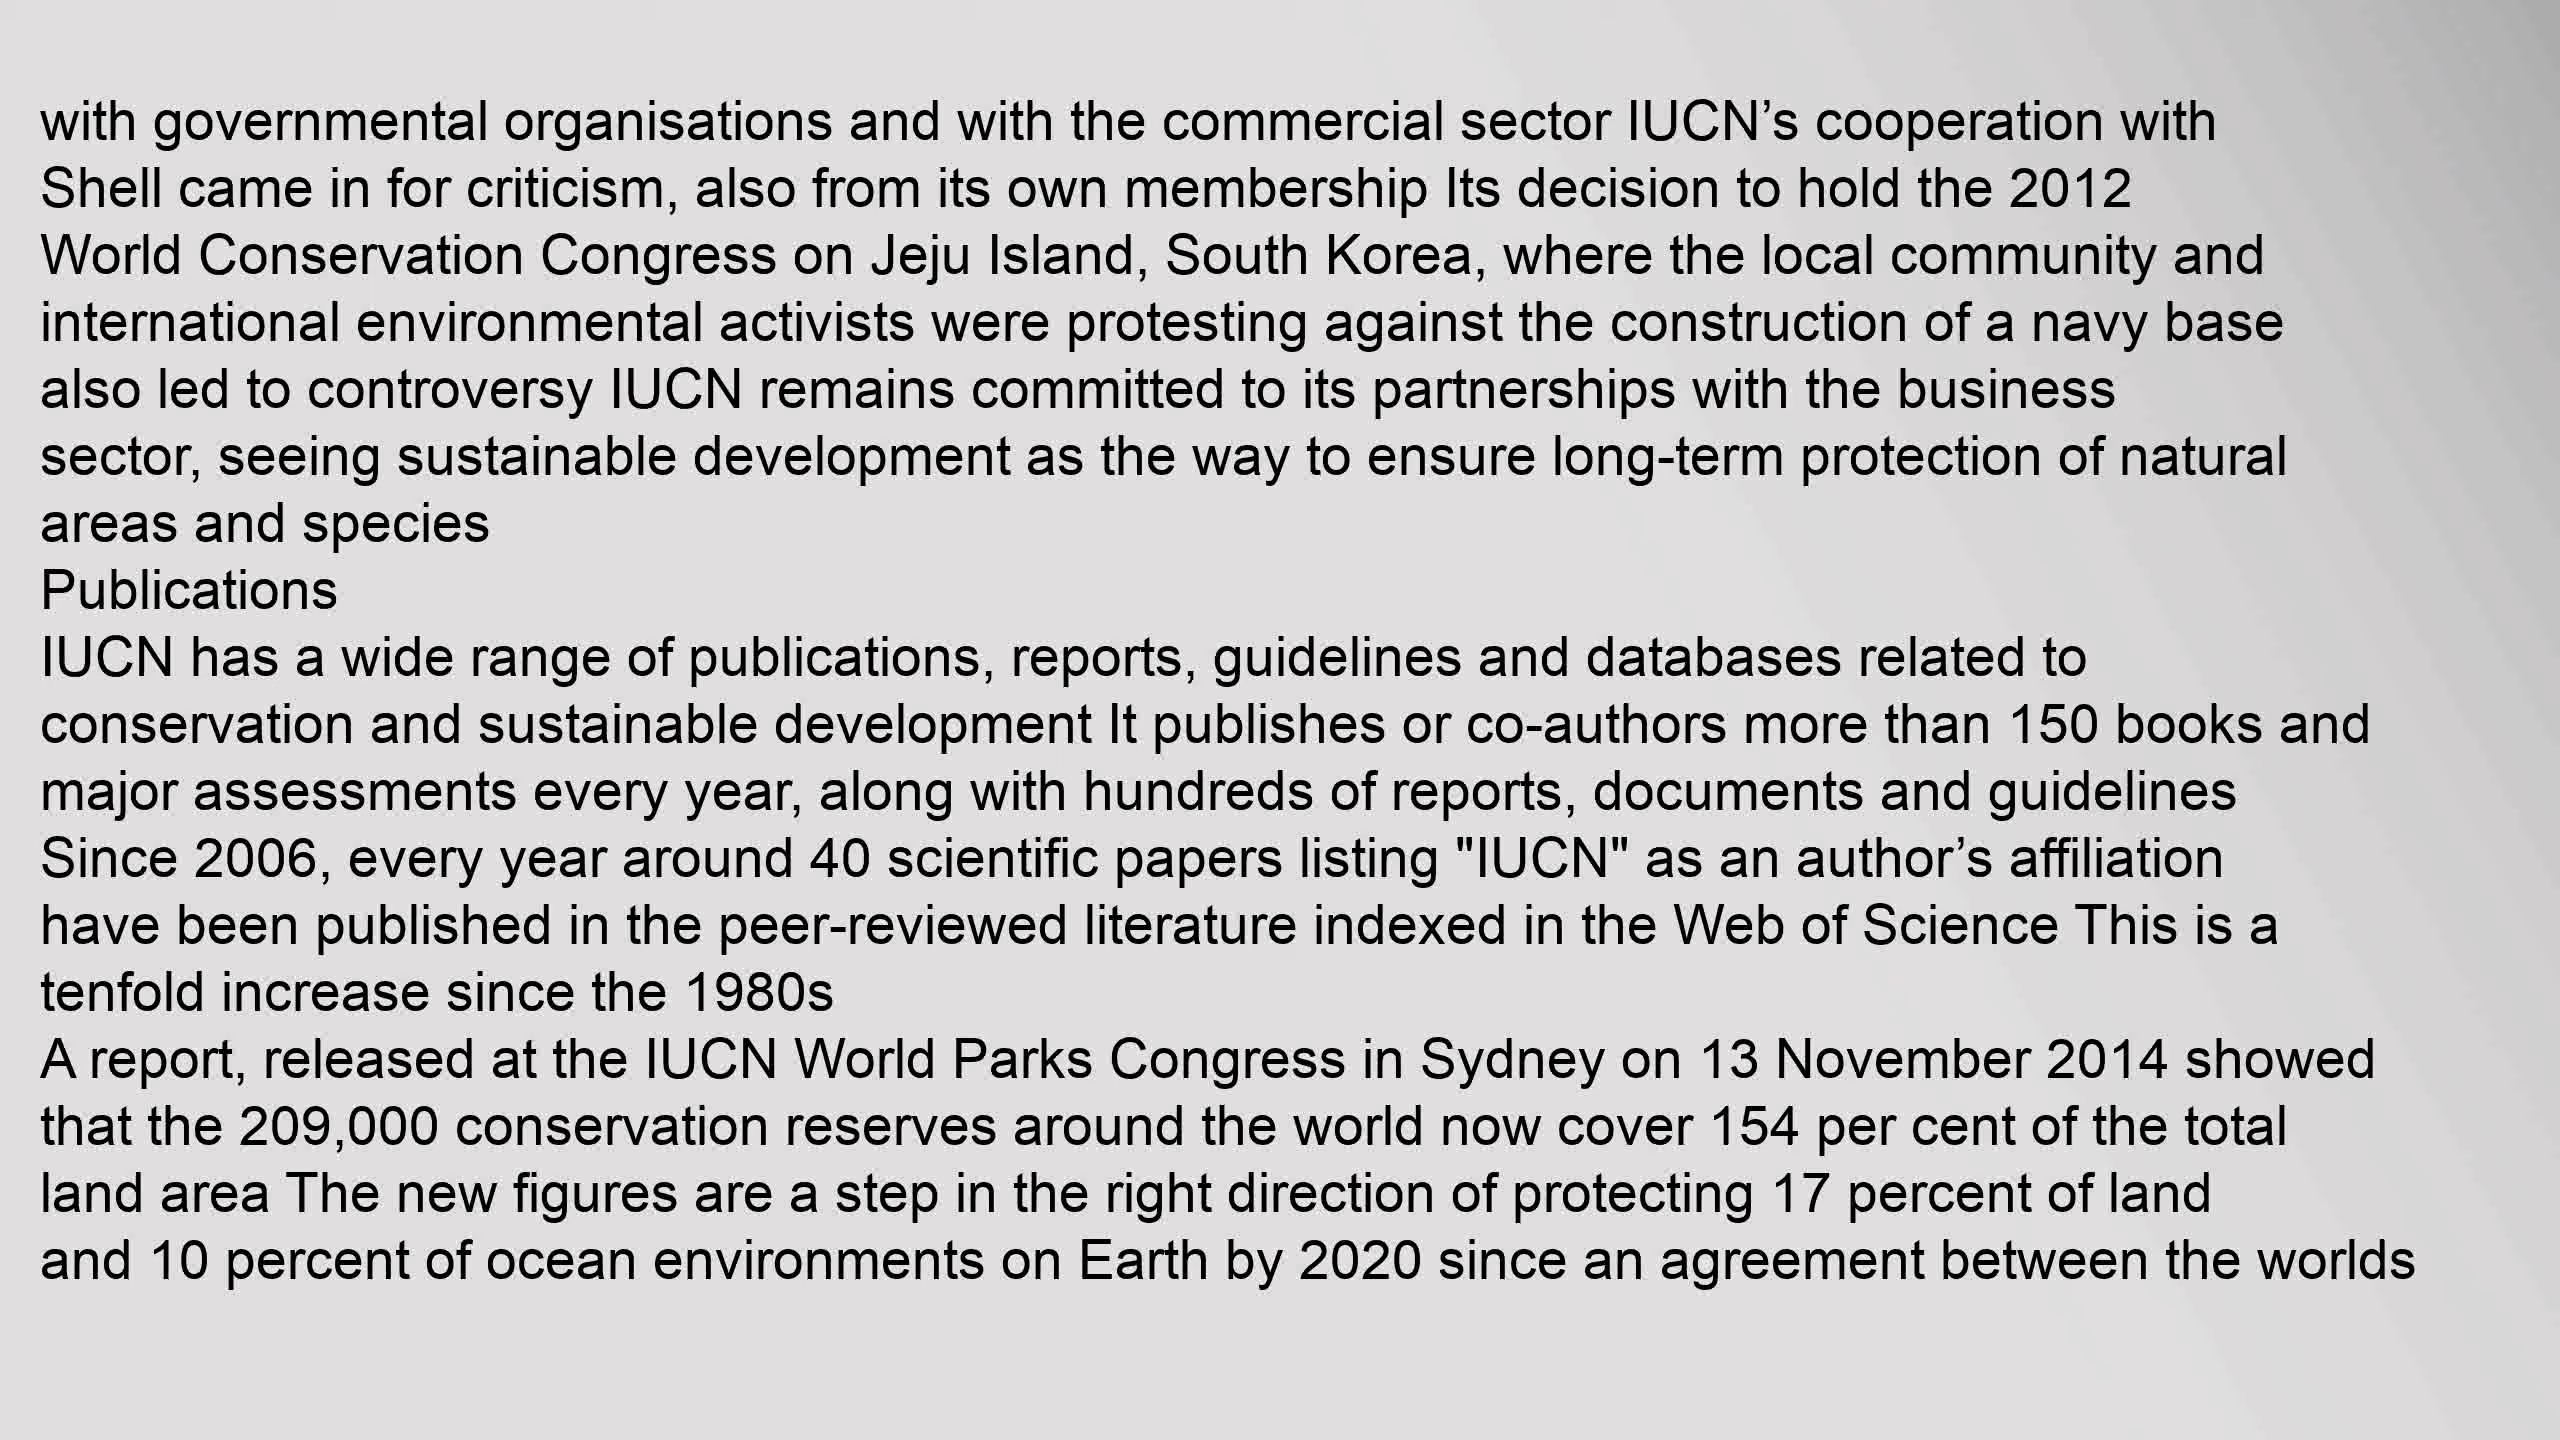 with governmental organisations and with the commercial sector IUCN’s cooperation with
Shell came in for criticism, also from its own membership Its decision to hold the 2012
World Conservation Congress on Jeju Island, South Korea, where the local community and
international environmental activists were protesting against the construction of a navy base
also led to controversy IUCN remains committed to its partnerships with the business
sector, seeing sustainable development as the way to ensure long-term protection of natural
areas and species
Publications
IUCN has a wide range of publications, reports, guidelines and databases related to
conservation and sustainable development It publishes or co-authors more than 150 books and
major assessments every year, along with hundreds of reports, documents and guidelines
Since 2006, every year around 40 scientific papers listing "IUCN" as an author’s affiliation
have been published in the peer-reviewed literature indexed in the Web of Science This is a
tenfold increase since the 1980s
A report, released at the IUCN World Parks Congress in Sydney on 13 November 2014 showed
that the 209,000 conservation reserves around the world now cover 154 per cent of the total
land area The new figures are a step in the right direction of protecting 17 percent of land
and 10 percent of ocean environments on Earth by 2020 since an agreement between the worlds